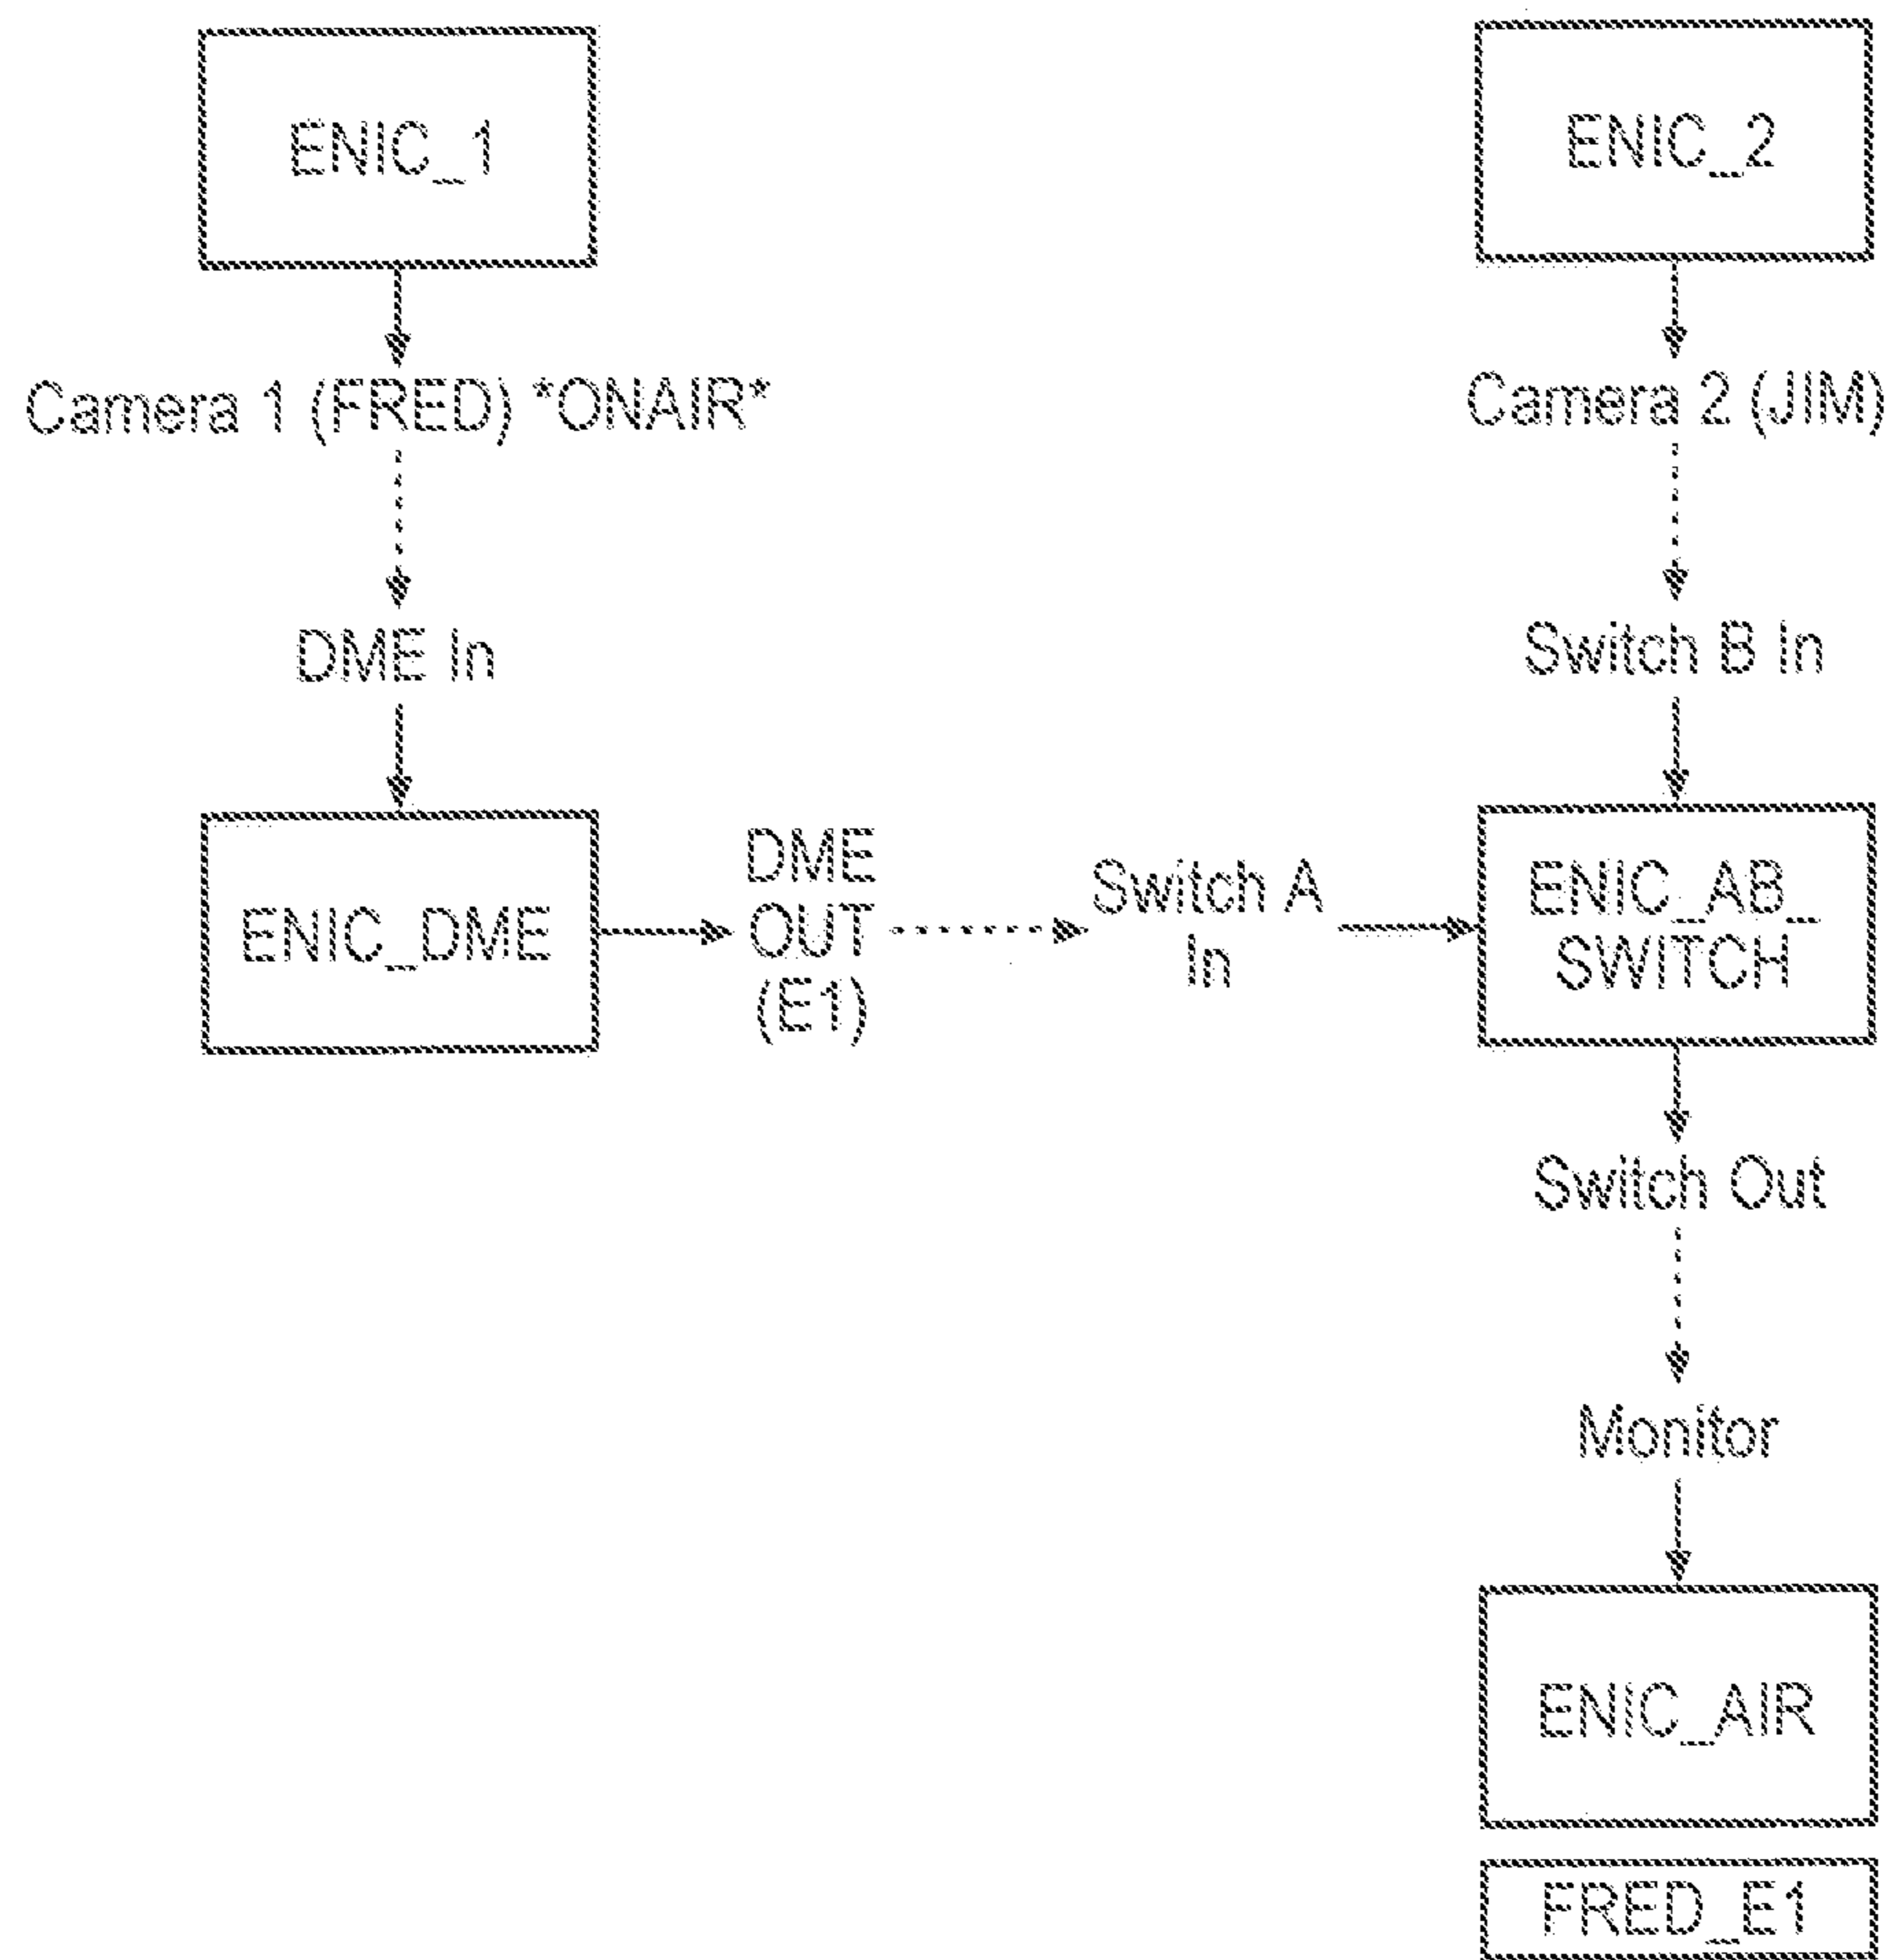 ENIC_1
ENIC_2
Camera 1 (FRED) *ONAIR*
Camera 2 (JIM)
DME In
Switch B In
ENIC_DME
DME
OUT
(E1)
Switch A
In
ENIC_AB_
SWITCH
Switch Out
Monitor
ENIC_AIR
FRED_E1